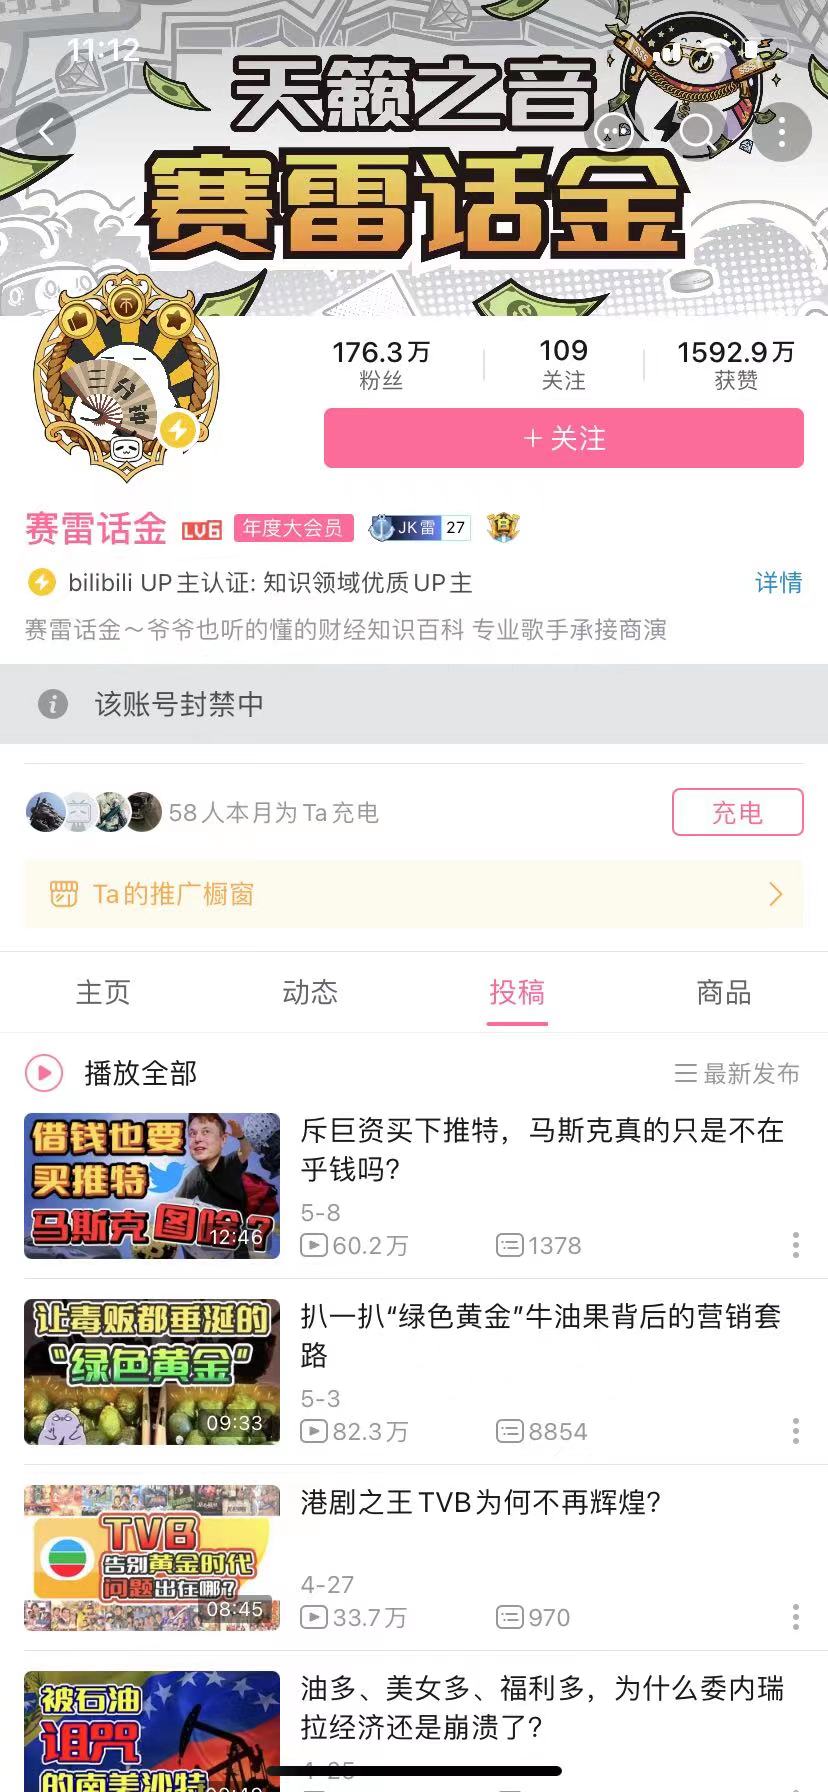 11:12
天籁之音
赛雷话金
三分钟
176.3万
粉丝
109
关注
1592.9万
获赞
+ 关注
赛雷话金 LV6 年度大会员 JK雷 27
bilibili UP主认证: 知识领域优质UP主
详情
赛雷话金～爷爷也听的懂的财经知识百科 专业歌手承接商演
该账号封禁中
58人本月为Ta充电
充电
Ta的推广橱窗
主页
动态
投稿
商品
播放全部
最新发布
借钱也要
买推特
马斯克 图啥？
12:46
斥巨资买下推特，马斯克真的只是不在
乎钱吗？
5-8
60.2万
1378
让毒贩都垂涎的
“绿色黄金”
09:33
扒一扒“绿色黄金”牛油果背后的营销套
路
5-3
82.3万
8854
TVB
告别黄金时代
问题出在哪？
08:45
港剧之王TVB为何不再辉煌？
4-27
33.7万
970
被石油
诅咒
的南美沙特
油多、美女多、福利多，为什么委内瑞
拉经济还是崩溃了？
4-25